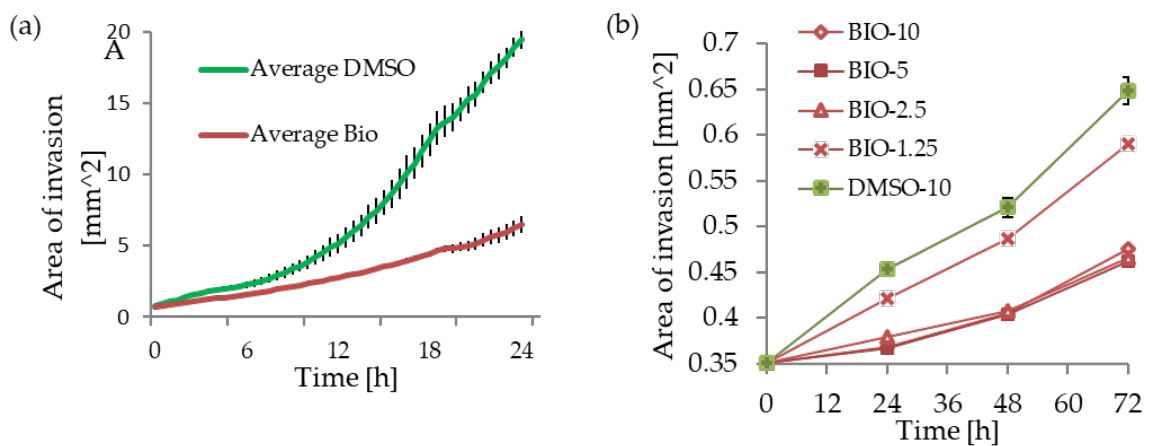 (a)
A
Area of invasion
[mm^2]
20
15
10
5
0
Average DMSO
Average Bio
0 6 12 18 24
Time [h]
(b)
Area of invasion [mm^2]
0.7
0.65
0.6
0.55
0.5
0.45
0.4
0.35
BIO-10
BIO-5
BIO-2.5
BIO-1.25
DMSO-10
0 12 24 36 48 60 72
Time [h]